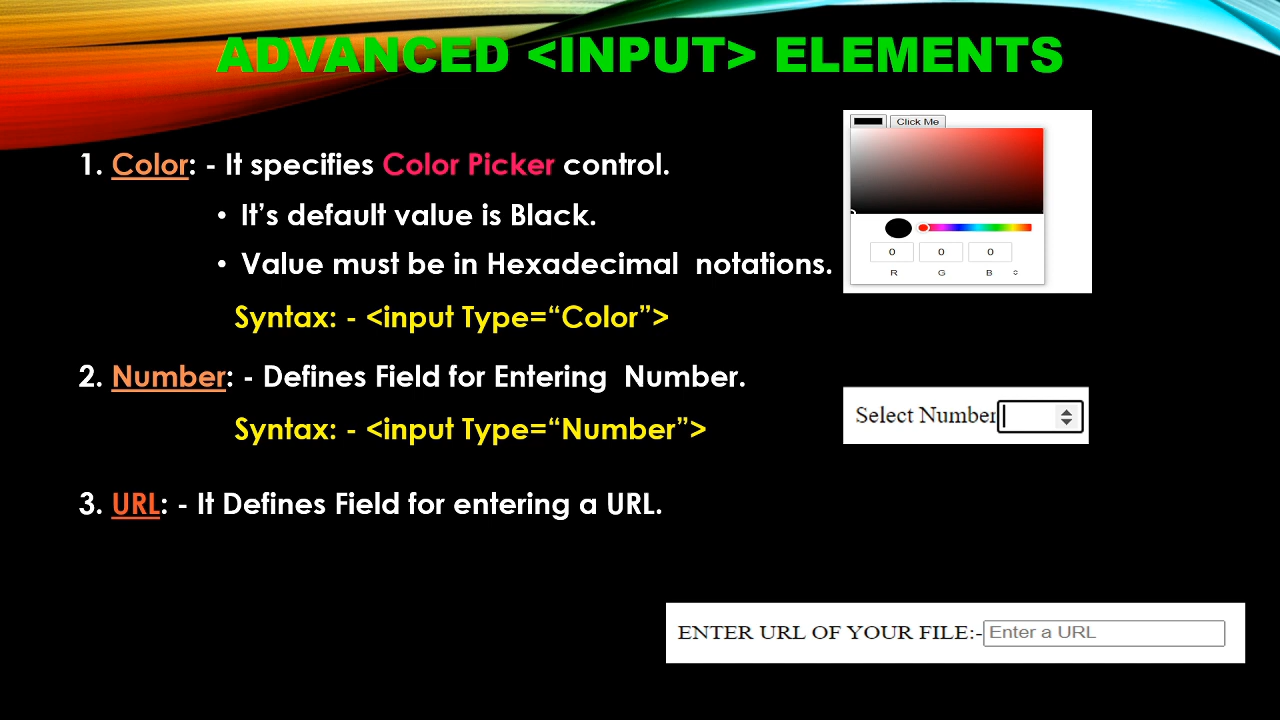 ADVANCED <INPUT> ELEMENTS
Click Me
1. Color: - It specifies Color Picker control.
• It’s default value is Black.
• Value must be in Hexadecimal  notations.
0 0 0
R G B
Syntax: - <input Type=“Color”>
2. Number: - Defines Field for Entering  Number.
Select Number
Syntax: - <input Type=“Number”>
3. URL: - It Defines Field for entering a URL.
ENTER URL OF YOUR FILE:- Enter a URL